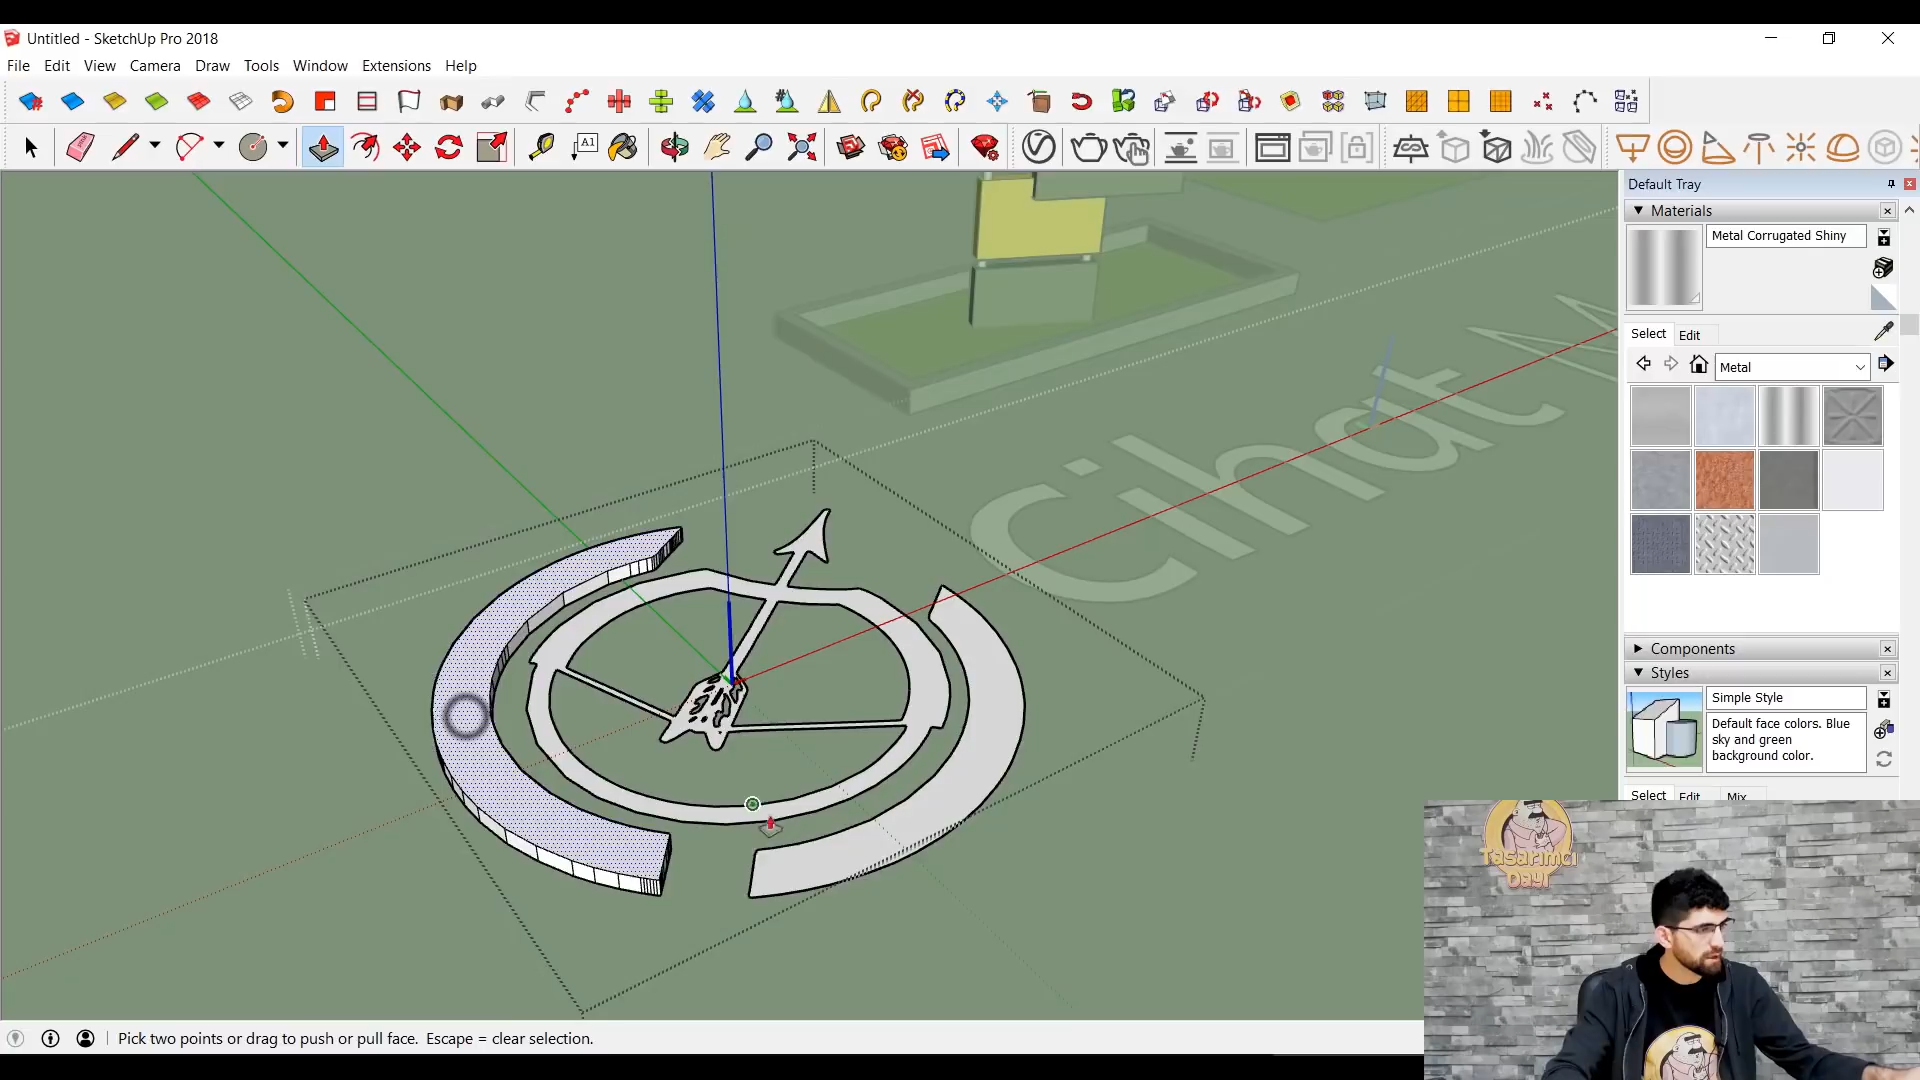 Untitled - SketchUp Pro 2018
File Edit View Camera Draw Tools Window Extensions Help
A1
Default Tray
Materials
Metal Corrugated Shiny
Select Edit
Metal
cihat
Components
Styles
Simple Style
Default face colors. Blue
sky and green
background color.
Select Edit Mix
Tasarımcı
Dayı
Pick two points or drag to push or pull face. Escape = clear selection.